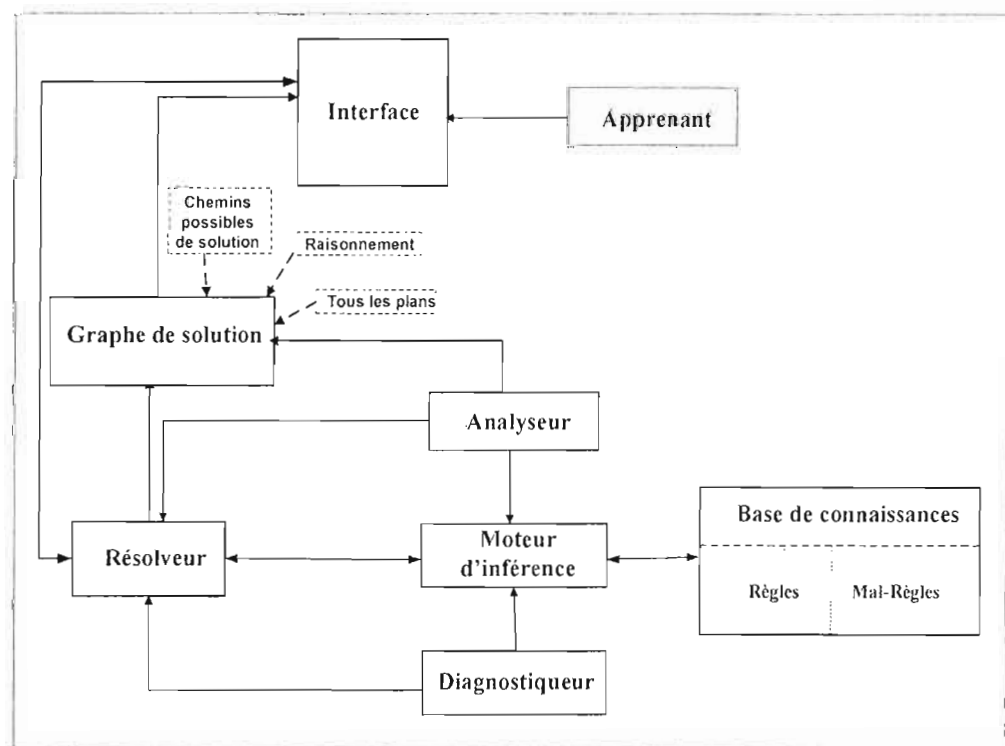 Interface
Apprenant
Chemins
possibles
de solution
Raisonnement
Tous les plans
Graphe de solution
Analyseur
Base de connaissances
Résolveur
Moteur
d'inférence
Règles
Mal-Règles
Diagnostiqueur